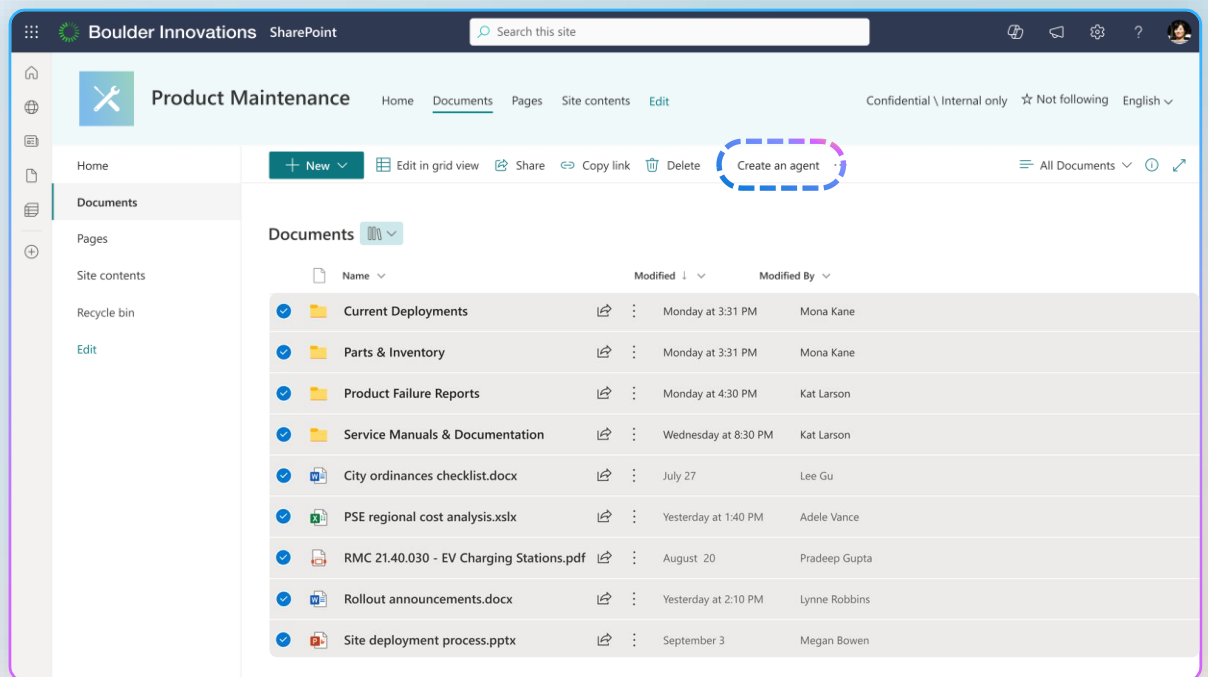 Boulder Innovations SharePoint Search this site ?
Product Maintenance Home Documents Pages Site contents Edit Confidential \ Internal only Not following English
Home
Documents
Pages
Site contents
Recycle bin
Edit
New Edit in grid view Share Copy link Delete Create an agent ... All Documents
Documents
Name Modified ↓ Modified By
Current Deployments Monday at 3:31 PM Mona Kane
Parts & Inventory Monday at 3:31 PM Mona Kane
Product Failure Reports Monday at 4:30 PM Kat Larson
Service Manuals & Documentation Wednesday at 8:30 PM Kat Larson
City ordinances checklist.docx July 27 Lee Gu
PSE regional cost analysis.xslx Yesterday at 1:40 PM Adele Vance
RMC 21.40.030 - EV Charging Stations.pdf August 20 Pradeep Gupta
Rollout announcements.docx Yesterday at 2:10 PM Lynne Robbins
Site deployment process.pptx September 3 Megan Bowen